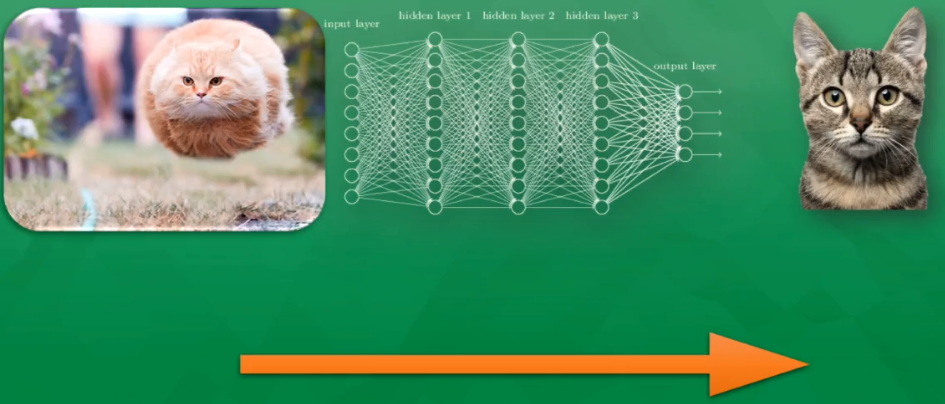 input layer
hidden layer 1
hidden layer 2
hidden layer 3
output layer